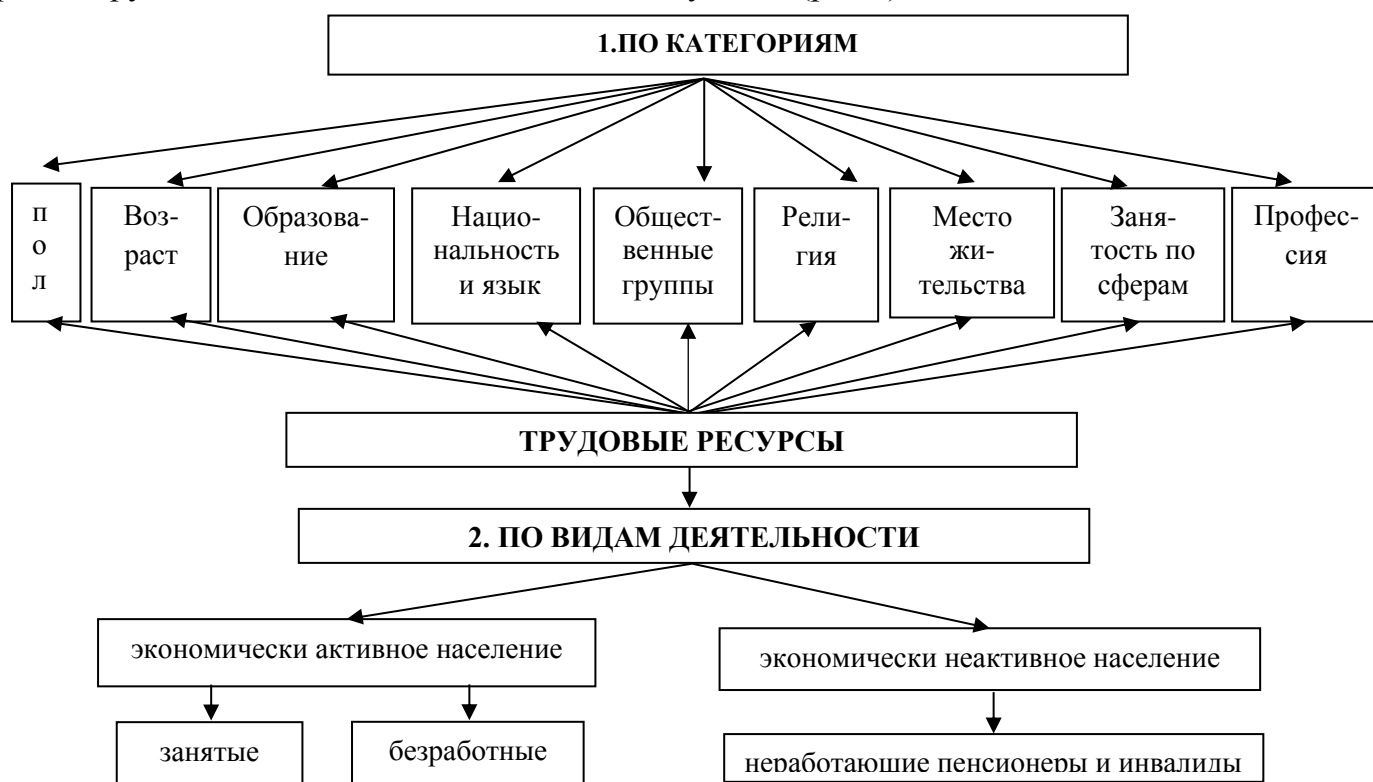 1.ПО КАТЕГОРИЯМ
п
о
л
Воз-
раст
Образова-
ние
Нацио-
нальность
и язык
Общест-
венные
группы
Рели-
гия
Место
жи-
тельства
Заня-
тость по
сферам
Профес-
сия
ТРУДОВЫЕ РЕСУРСЫ
2. ПО ВИДАМ ДЕЯТЕЛЬНОСТИ
экономически активное население
экономически неактивное население
занятые
безработные
неработающие пенсионеры и инвалиды